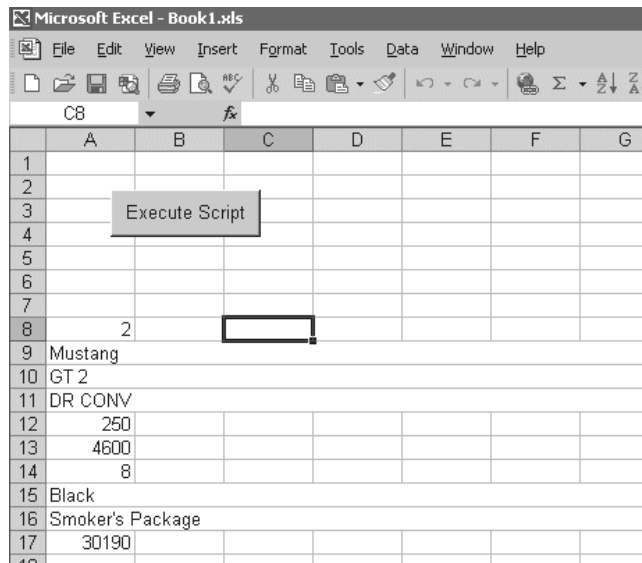 Microsoft Excel - Book1.xls
File Edit View Insert Format Tools Data Window Help
ABC Σ A Z Z A
C8 fx
A B C D E F G
1
2
3
Execute Script
4
5
6
7
8 2
9 Mustang
10 GT 2
11 DR CONV
12 250
13 4600
14 8
15 Black
16 Smoker's Package
17 30190
18